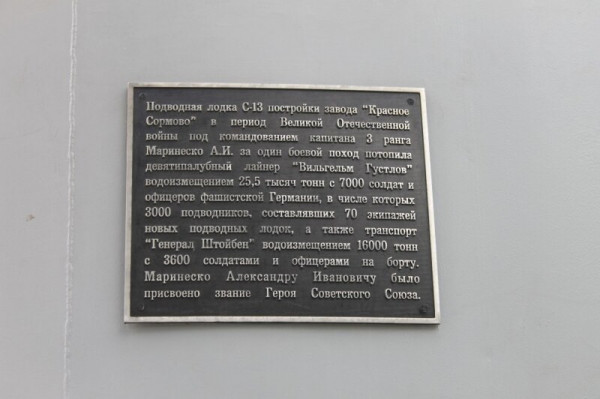 Подводная лодка С-13 постройки завода "Красное
Сормово" в период Великой Отечественной
войны под командованием капитана 3 ранга
Маринеско А.И. за один боевой поход потопила
девятипалубный лайнер "Вильгельм Густлов"
водоизмещением 25,5 тысяч тонн с 7000 солдат и
офицеров фашистской Германии, в числе которых
3000 подводников, составлявших 70 экипажей
новых подводных лодок, а также транспорт
"Генерал Штойбен" водоизмещением 16000 тонн
с 3600 солдатами и офицерами на борту.
Маринеско Александру Ивановичу было
присвоено звание Героя Советского Союза.